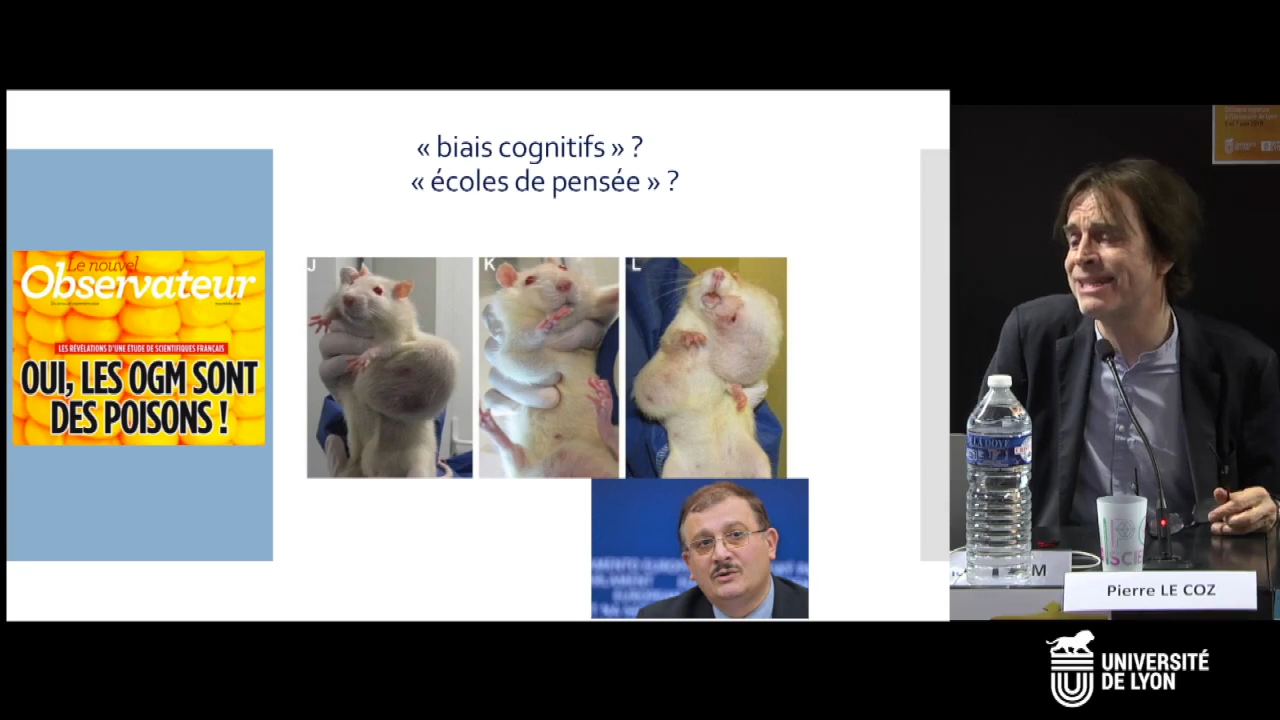 « biais cognitifs » ?
« écoles de pensée » ?
Le nouvel
Observateur
LES RÉVÉLATIONS D'UNE ÉTUDE DE SCIENTIFIQUES FRANÇAIS
OUI, LES OGM SONT
DES POISONS !
J
K
L
Pierre LE COZ
UNIVERSITÉ
DE LYON